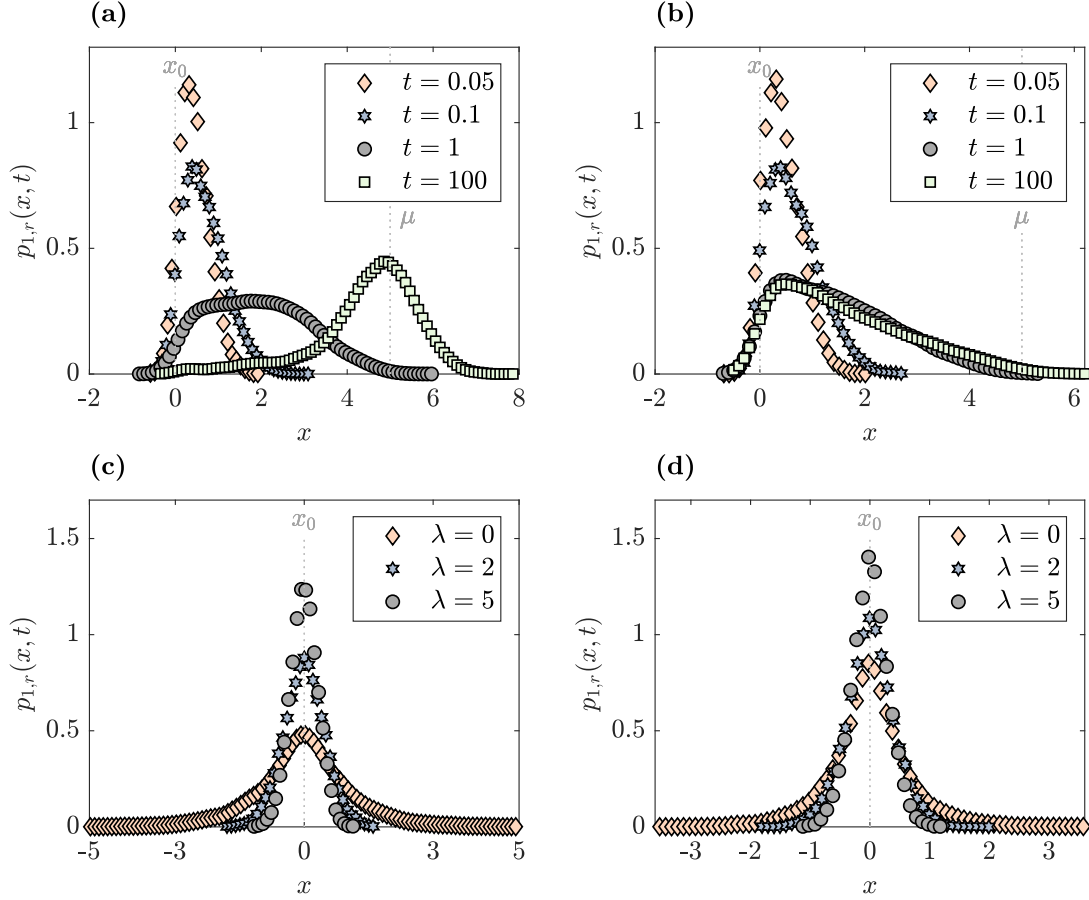 (a)
p₁,ᵣ(x, t)
1
0.5
0
x₀
μ
t = 0.05
t = 0.1
t = 1
t = 100
-2 0 2 4 6 8
x
(b)
p₁,ᵣ(x, t)
1
0.5
0
x₀
μ
t = 0.05
t = 0.1
t = 1
t = 100
-2 0 2 4 6
x
(c)
p₁,ᵣ(x, t)
1.5
1
0.5
0
x₀
λ = 0
λ = 2
λ = 5
-5 -3 0 3 5
x
(d)
p₁,ᵣ(x, t)
1.5
1
0.5
0
x₀
λ = 0
λ = 2
λ = 5
-3 -2 -1 0 1 2 3
x